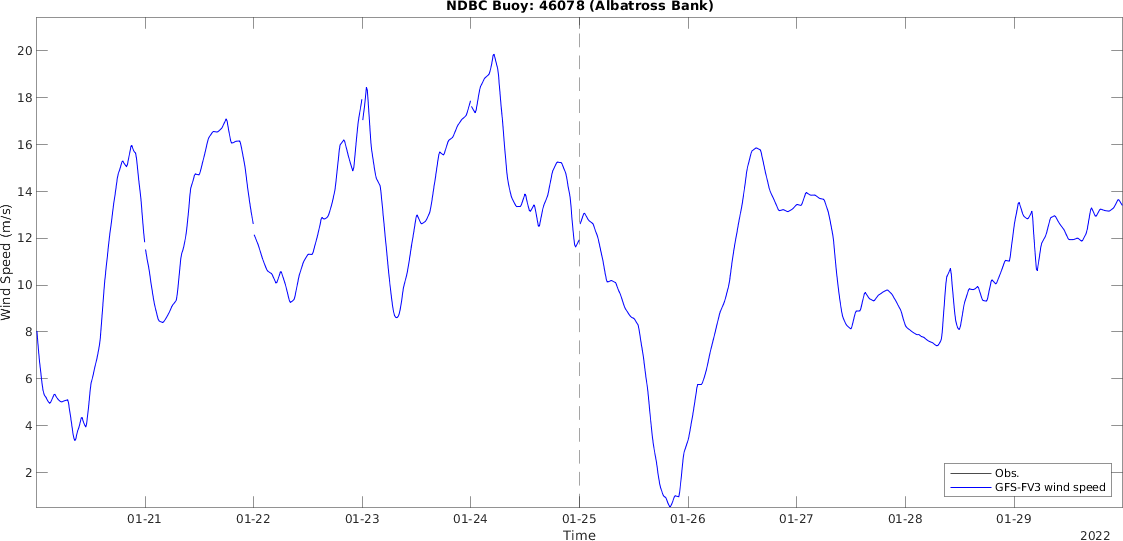 NDBC Buoy: 46078 (Albatross Bank)
20
18
16
14
12
10
8
6
4
2
Wind Speed (m/s)
Obs.
GFS-FV3 wind speed
01-21 01-22 01-23 01-24 01-25 01-26 01-27 01-28 01-29
Time
2022